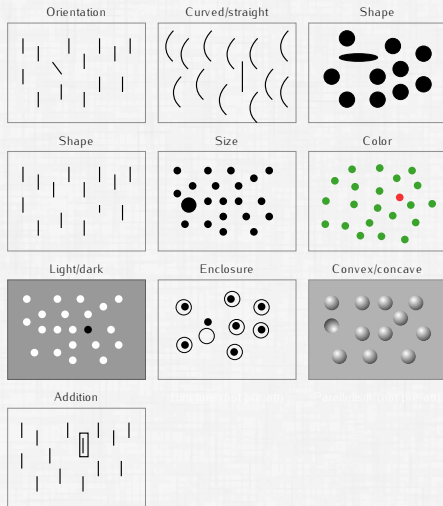 Orientation
Curved/straight
Shape
Shape
Size
Color
Light/dark
Enclosure
Convex/concave
Addition